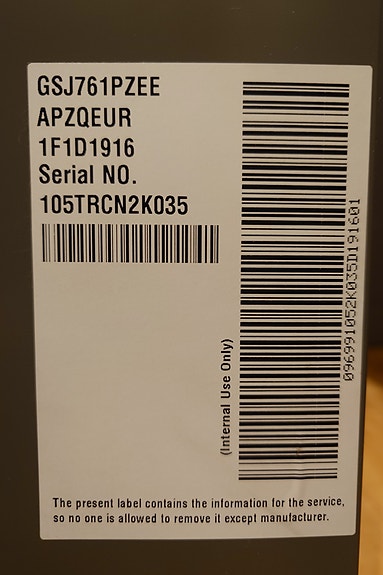 GSJ761PZEE
APZQEUR
1F1D1916
Serial NO.
105TRCN2K035
(Internal Use Only)
096991052K035D191601
The present label contains the information for the service,
so no one is allowed to remove it except manufacturer.